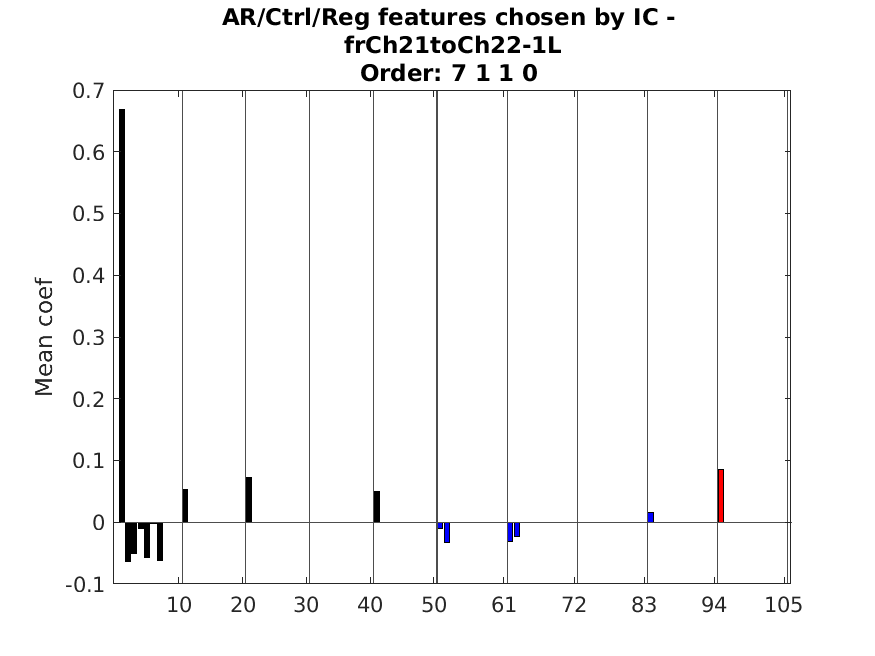 AR/Ctrl/Reg features chosen by IC -
frCh21toCh22-1L
Order: 7 1 1 0
0.7
0.6
0.5
0.4
0.3
0.2
0.1
0
-0.1
Mean coef
10 20 30 40 50 61 72 83 94 105